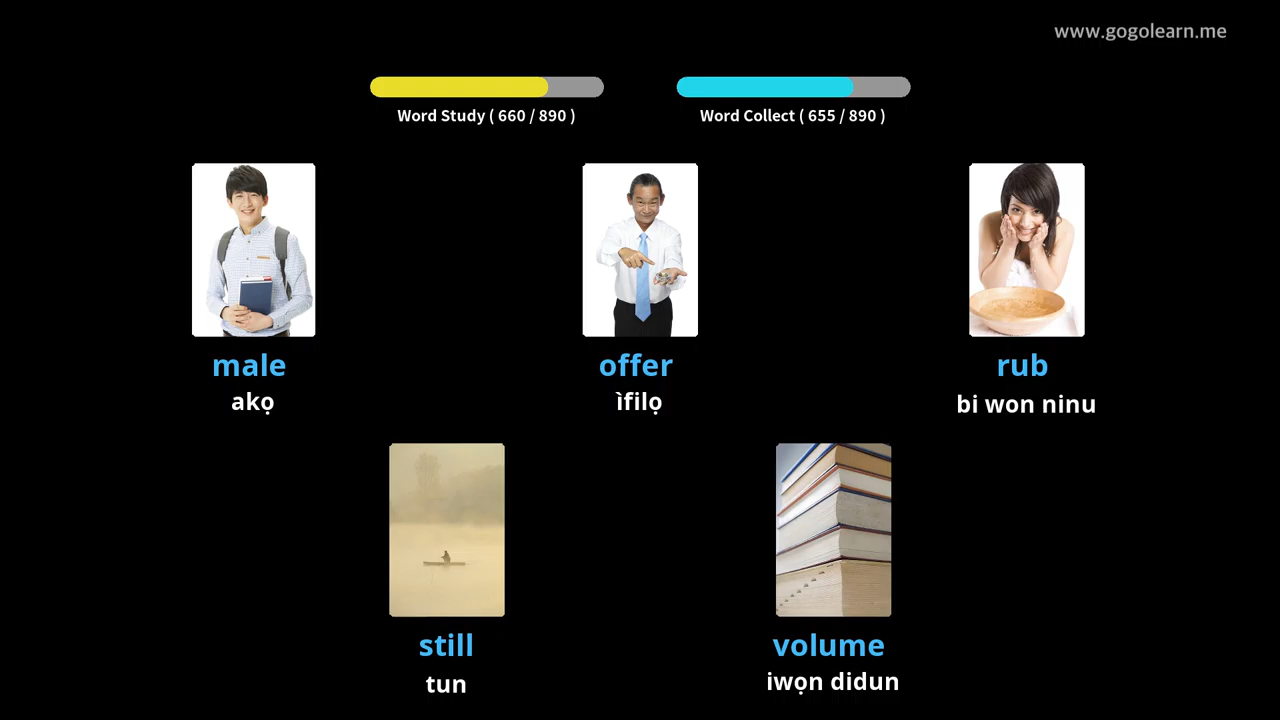 www.gogolearn.me
Word Study ( 660 / 890 )
Word Collect ( 655 / 890 )
male
akọ
offer
ìfilọ
rub
bi won ninu
still
tun
volume
iwọn didun